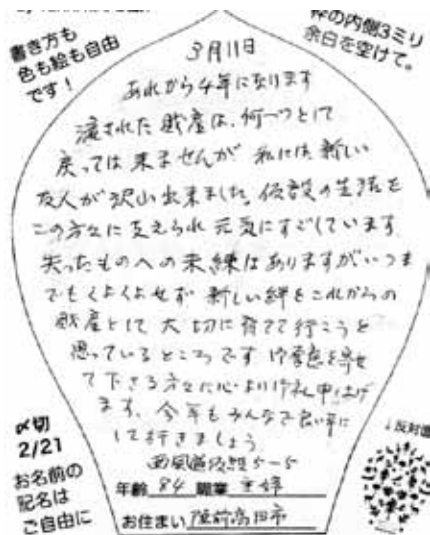 書き方も
色も絵も自由
です！
枠の内側3ミリ
余白を空けて。
3月11日
あれから4年になります
流された財産は、何一つとして
戻っては来ませんが 私には、新しい
友人が沢山出来ました。仮設の生活を
この方々に支えられ 元気にすごしています
失ったものへの未練はありますがいつま
でもくよくよせず 新しい絆をこれからの
財産として 大切に育てて行こうと
思っているところです 御厚意を寄せ
て下さる方々に心より御礼申し上げ
ます、今年もみんなで良い年に
して行きましょう
5-5
年齢 84 職業 主婦
お住まい 陸前高田市
〆切
2/21
お名前の
記名は
ご自由に
↓反対面